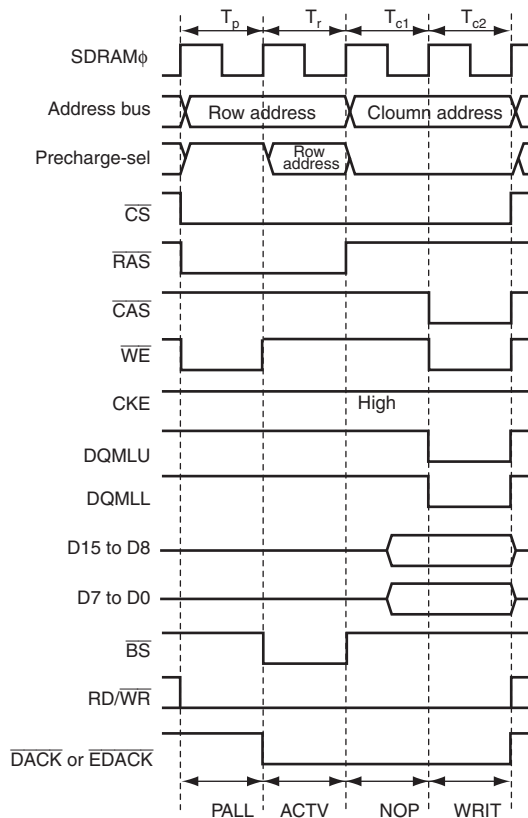 Tp Tr Tc1 Tc2
SDRAMϕ
Address bus Row address Cloumn address
Precharge-sel Row address
CS
RAS
CAS
WE
CKE High
DQMLU
DQMLL
D15 to D8
D7 to D0
BS
RD/WR
DACK or EDACK
PALL ACTV NOP WRIT